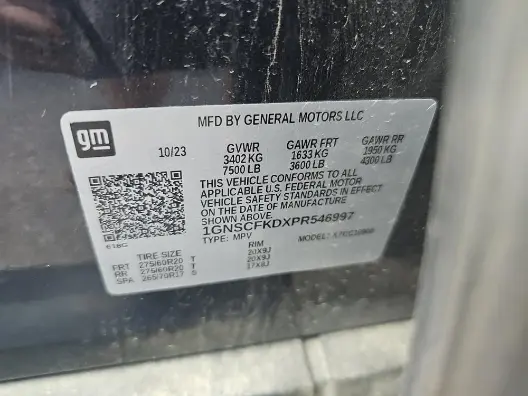 MFD BY GENERAL MOTORS LLC
gm
10/23
GVWR GAWR FRT GAWR RR
3402 KG 1633 KG 1950 KG
7500 LB 3600 LB 4300 LB
THIS VEHICLE CONFORMS TO ALL
APPLICABLE U.S. FEDERAL MOTOR
VEHICLE SAFETY STANDARDS IN EFFECT
ON THE DATE OF MANUFACTURE
SHOWN ABOVE.
1GNSCFKDXPR546997
TYPE: MPV MODEL:
TIRE SIZE RIM
FRT 275/60R20 T 20X9J
RR 275/60R20 T 20X9J
SPA 265/70R17 S 17X8J